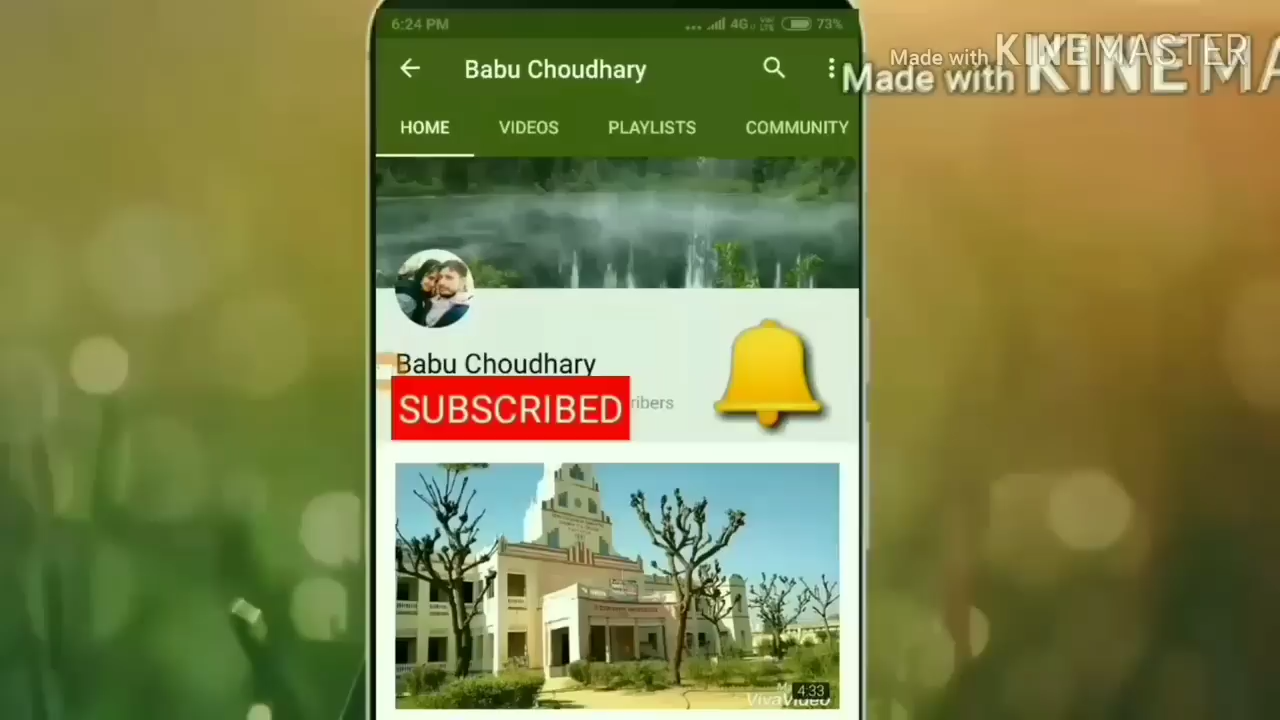 6:24 PM
4G
73%
Made with KINEMASTER
Made with KINEMA
Babu Choudhary
HOME VIDEOS PLAYLISTS COMMUNITY
Babu Choudhary
SUBSCRIBED
ribers
4:33
VivaVideo